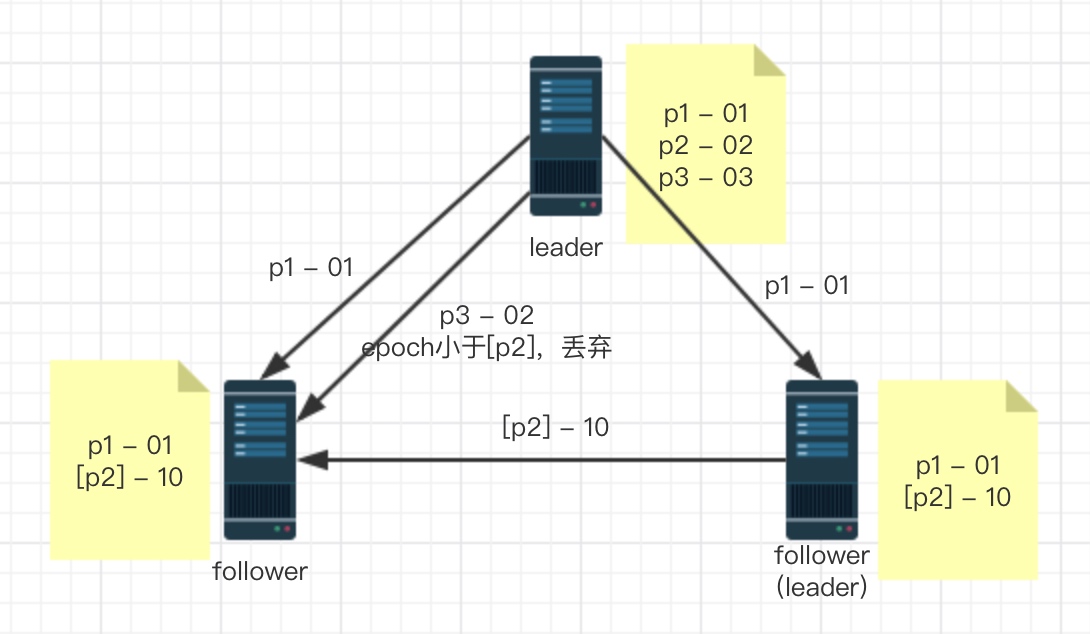 p1 – 01
p2 – 02
p3 – 03
leader
p1 – 01
p1 – 01
p3 – 02
epoch小于[p2]，丢弃
[p2] – 10
p1 – 01
[p2] – 10
follower
p1 – 01
[p2] – 10
follower
(leader)